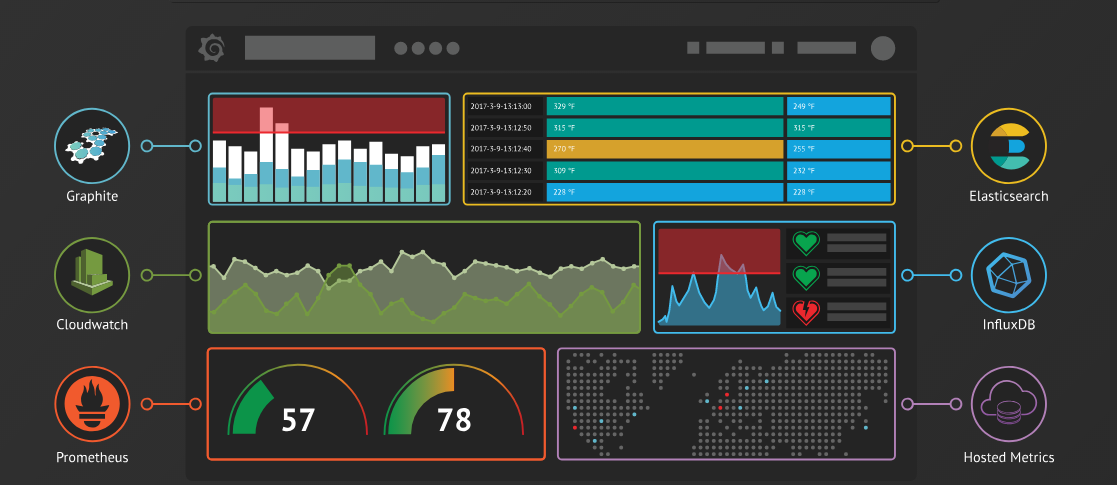 Graphite
Cloudwatch
Prometheus
2017-3-9-13:13:00 329 °F 249 °F
2017-3-9-13:12:50 315 °F 315 °F
2017-3-9-13:12:40 270 °F 255 °F
2017-3-9-13:12:30 309 °F 232 °F
2017-3-9-13:12:20 228 °F 228 °F
57
78
Elasticsearch
InfluxDB
Hosted Metrics